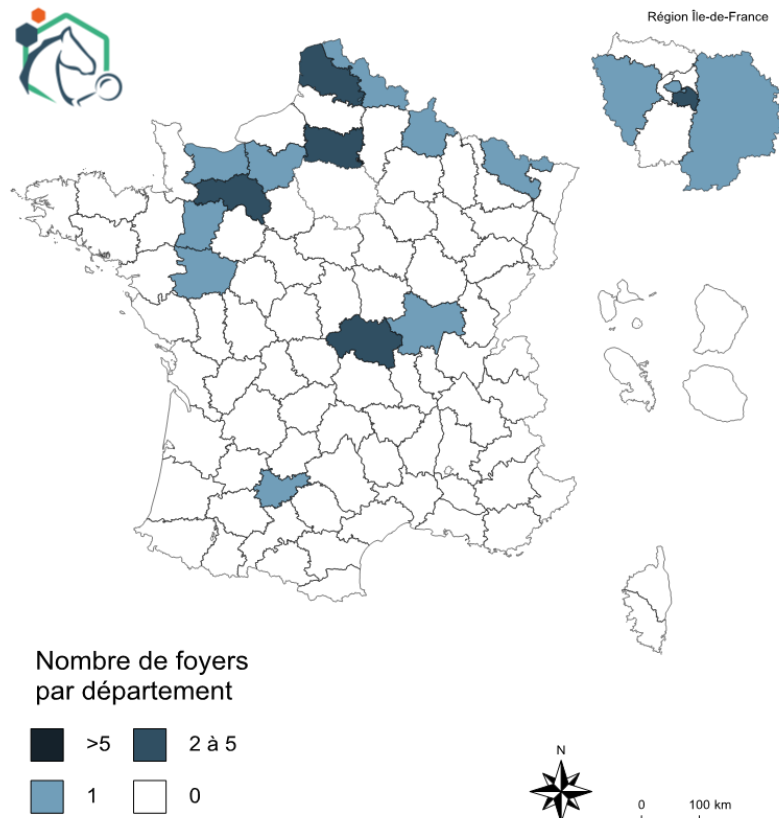 Région Île-de-France
Nombre de foyers
par département
>5
2 à 5
1
0
N
0 100 km